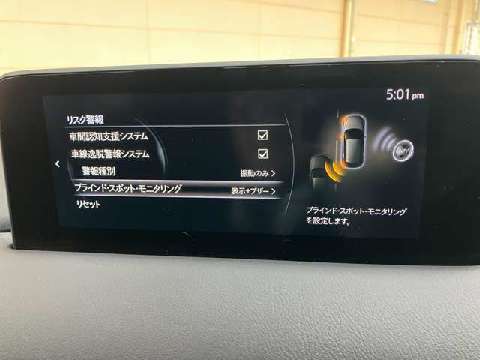 5:01 pm
リスク警報
車間認知支援システム
車線逸脱警報システム
警報種別 振動のみ
ブラインド・スポット・モニタリング 表示+ブザー
リセット
ブラインド・スポット・モニタリング
を設定します。